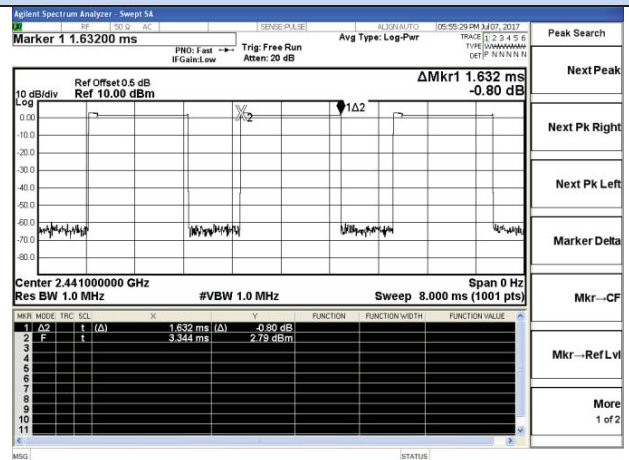 Agilent Spectrum Analyzer - Swept SA
RF 50 Ω AC SENSE:PULSE ALIGN AUTO 05:55:29 PM Jul 07, 2017
Marker 1 1.63200 ms
PNO: Fast Trig: Free Run Avg Type: Log-Pwr TRACE 1 2 3 4 5 6
IFGain:Low Atten: 20 dB TYPE
DET P N N N N N
Peak Search
Next Peak
Next Pk Right
Next Pk Left
Marker Delta
Mkr→CF
Mkr→Ref Lvl
More
1 of 2
Ref Offset 0.5 dB ΔMkr1 1.632 ms
10 dB/div Ref 10.00 dBm -0.80 dB
Log
0.00
-10.0
-20.0
-30.0
-40.0
-50.0
-60.0
-70.0
-80.0
X2
1Δ2
Center 2.441000000 GHz Span 0 Hz
Res BW 1.0 MHz #VBW 1.0 MHz Sweep 8.000 ms (1001 pts)
MKR MODE TRC SCL X Y FUNCTION FUNCTION WIDTH FUNCTION VALUE
1 Δ2 t (Δ) 1.632 ms (Δ) -0.80 dB
2 F t 3.344 ms 2.79 dBm
3
4
5
6
7
8
9
10
11
MSG STATUS